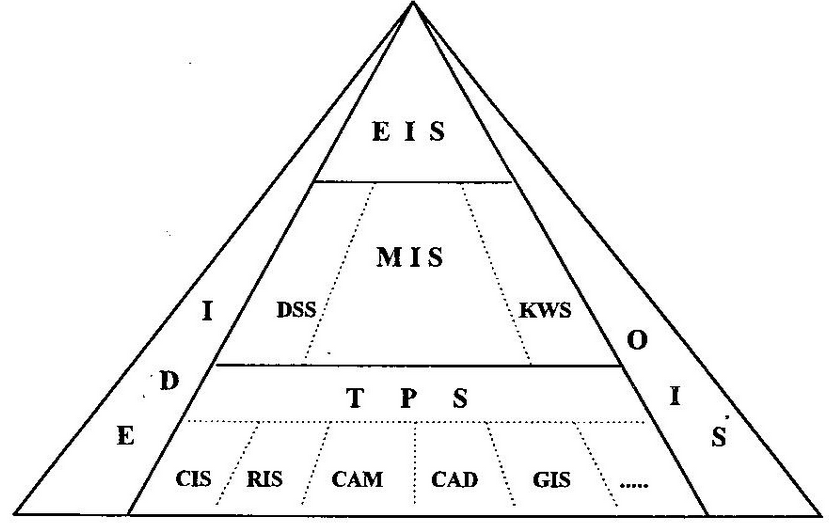 E I S
M I S
DSS
KWS
I
D
E
O
I
S
T P S
CIS
RIS
CAM
CAD
GIS
.....